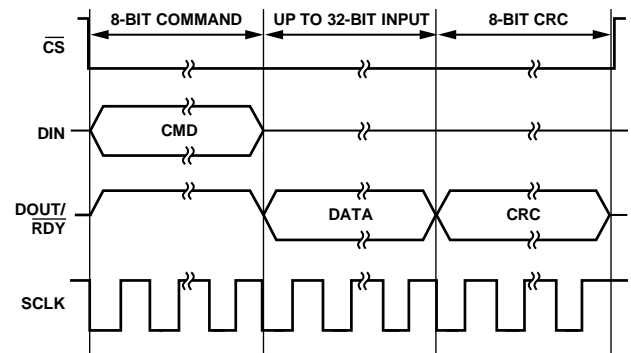 8-BIT COMMAND
UP TO 32-BIT INPUT
8-BIT CRC
CS
DIN
CMD
DOUT/
RDY
DATA
CRC
SCLK